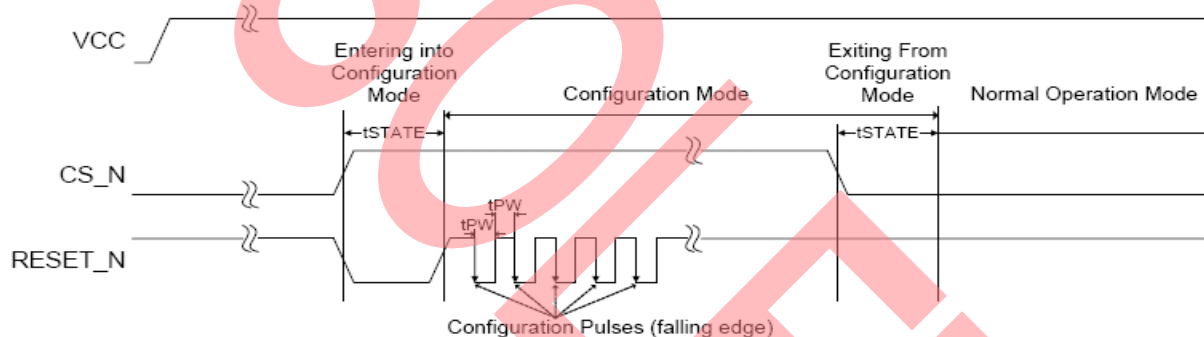 VCC
Entering into
Configuration
Mode
Exiting From
Configuration
Mode
Configuration Mode
Normal Operation Mode
tSTATE
tSTATE
CS_N
tPW
tPW
RESET_N
Configuration Pulses (falling edge)